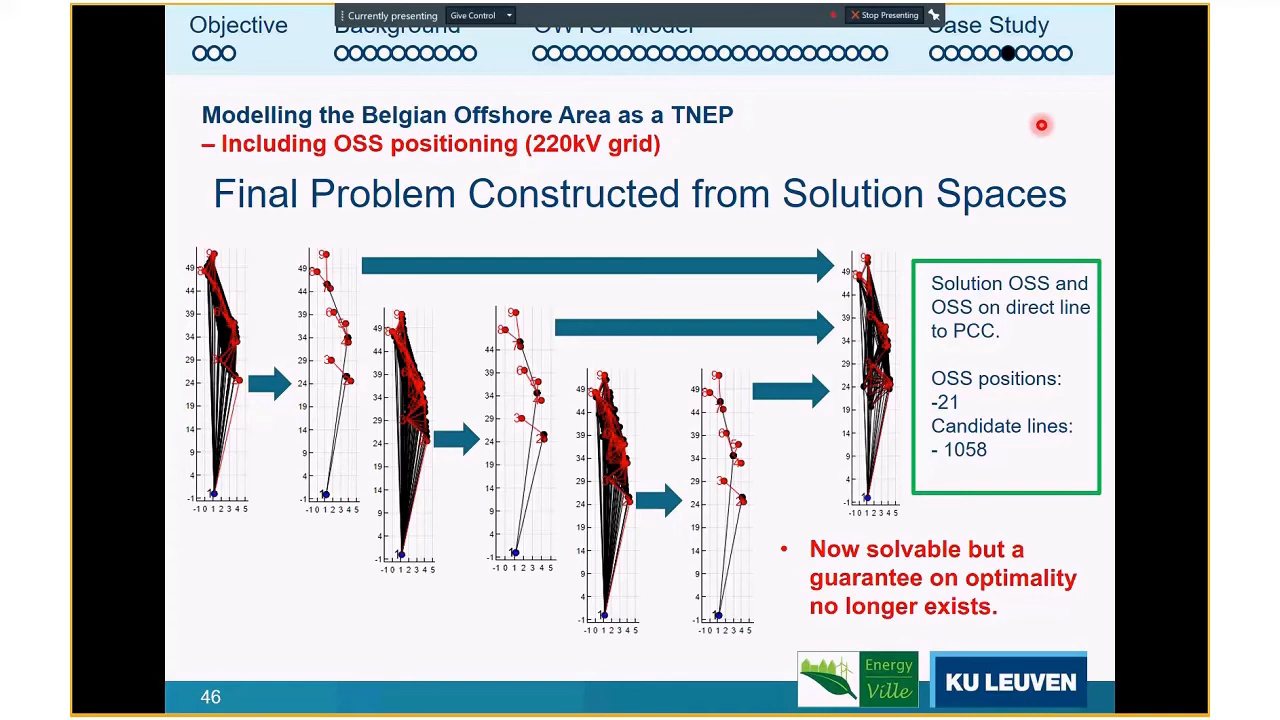 Currently presenting
Give Control
Stop Presenting
Objective
Background
OWTOP Model
Case Study
Modelling the Belgian Offshore Area as a TNEP
– Including OSS positioning (220kV grid)
Final Problem Constructed from Solution Spaces
Solution OSS and
OSS on direct line
to PCC.
OSS positions:
-21
Candidate lines:
- 1058
• Now solvable but a
guarantee on optimality
no longer exists.
46
Energy
Ville
KU LEUVEN